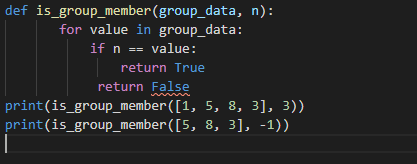 def is_group_member(group_data, n):
        for value in group_data:
            if n == value:
                return True
             return False
print(is_group_member([1, 5, 8, 3], 3))
print(is_group_member([5, 8, 3], -1))